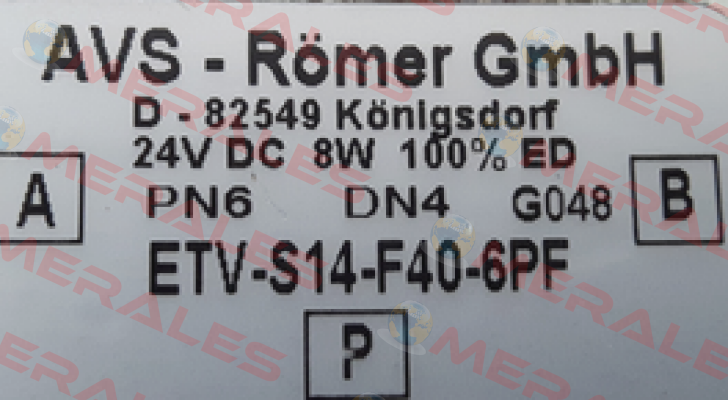 AVS - Römer GmbH
D - 82549 Königsdorf
24V DC 8W 100% ED
A PN6 DN4 G048 B
ETV-S14-F40-6PF
P
MERALES